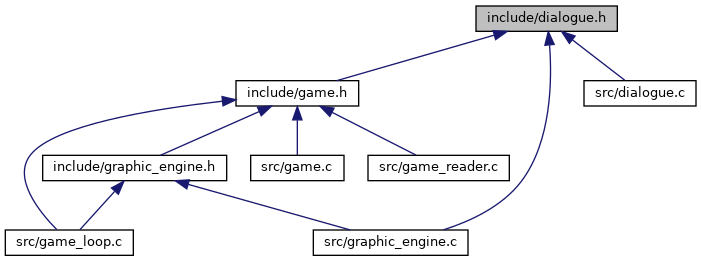 include/dialogue.h
include/game.h
src/dialogue.c
include/graphic_engine.h
src/game.c
src/game_reader.c
src/game_loop.c
src/graphic_engine.c